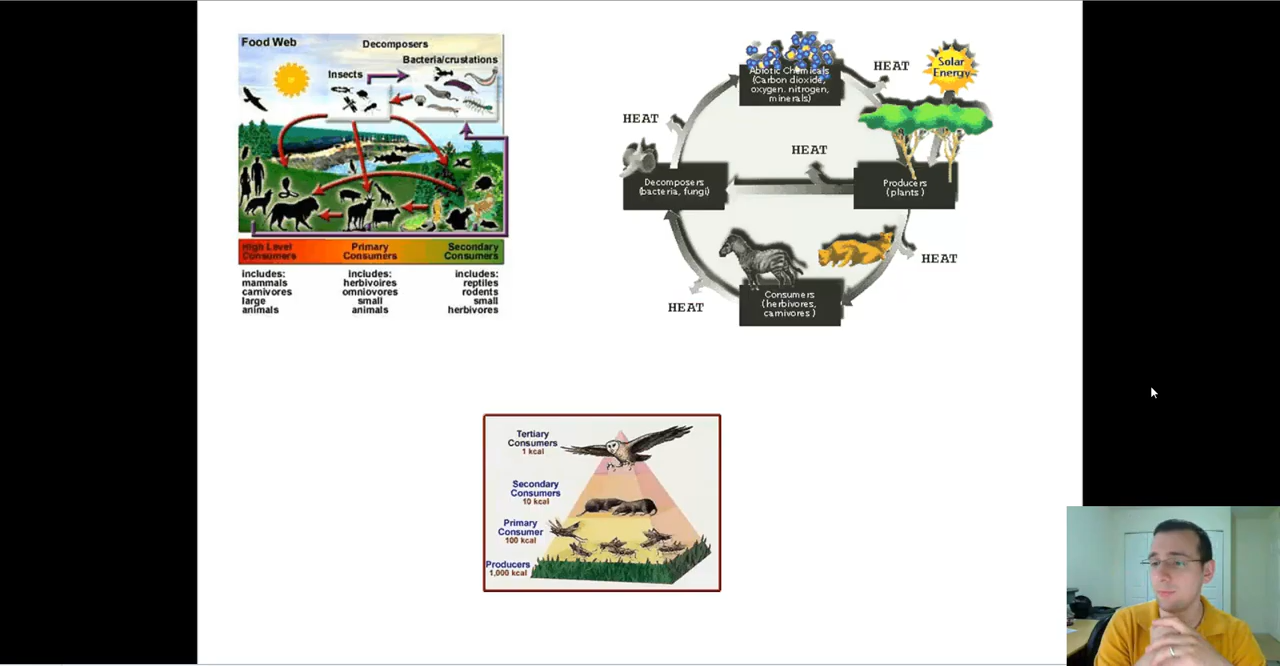 Food Web
Decomposers
Bacteria/crustations
Insects
High Level
Consumers
Primary
Consumers
Secondary
Consumers
includes:
mammals
carnivores
large
animals
includes:
herbivoires
omniovores
small
animals
includes:
reptiles
rodents
small
herbivores
Abiotic Chemicals
(Carbon dioxide,
oxygen, nitrogen,
minerals)
HEAT
Solar
Energy
HEAT
HEAT
Decomposers
(bacteria, fungi)
Producers
(plants )
HEAT
HEAT
Consumers
(herbivores,
carnivores )
Tertiary
Consumers
1 kcal
Secondary
Consumers
10 kcal
Primary
Consumer
100 kcal
Producers
1,000 kcal